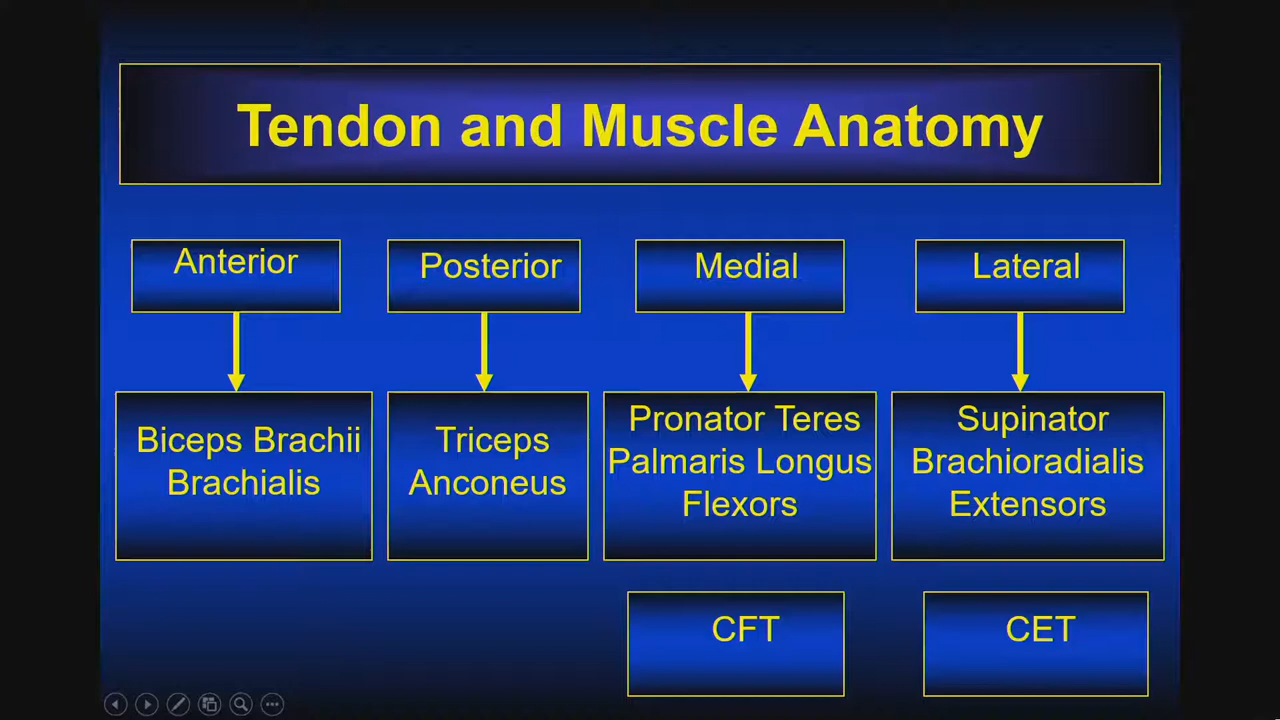 Tendon and Muscle Anatomy
Anterior
Posterior
Medial
Lateral
Biceps Brachii
Brachialis
Triceps
Anconeus
Pronator Teres
Palmaris Longus
Flexors
Supinator
Brachioradialis
Extensors
CFT
CET